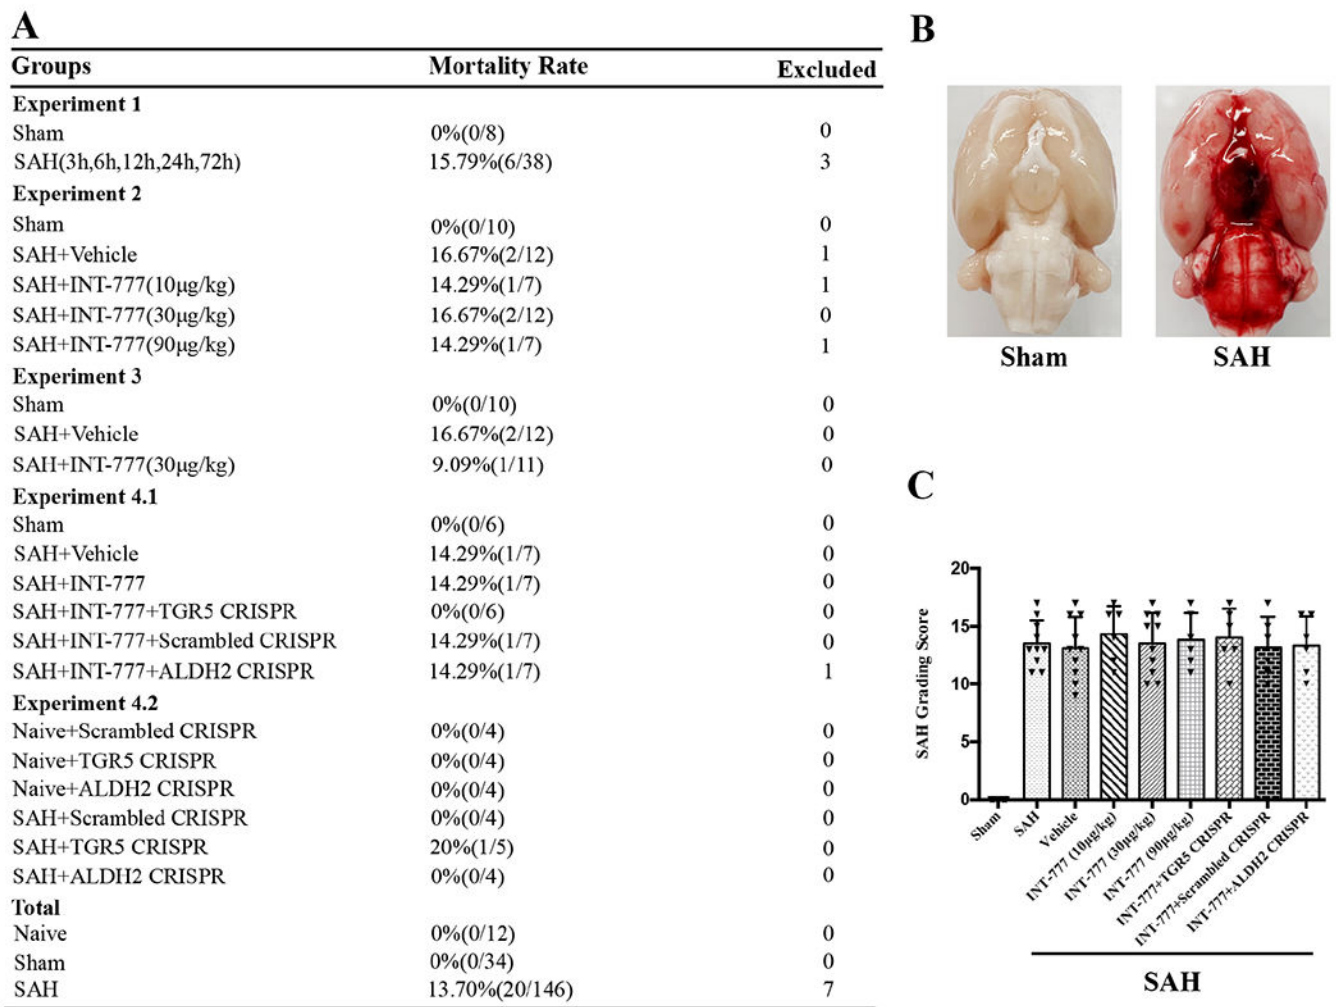 A
Groups Mortality Rate Excluded
Experiment 1
Sham 0%(0/8) 0
SAH(3h,6h,12h,24h,72h) 15.79%(6/38) 3
Experiment 2
Sham 0%(0/10) 0
SAH+Vehicle 16.67%(2/12) 1
SAH+INT-777(10μg/kg) 14.29%(1/7) 1
SAH+INT-777(30μg/kg) 16.67%(2/12) 0
SAH+INT-777(90μg/kg) 14.29%(1/7) 1
Experiment 3
Sham 0%(0/10) 0
SAH+Vehicle 16.67%(2/12) 0
SAH+INT-777(30μg/kg) 9.09%(1/11) 0
Experiment 4.1
Sham 0%(0/6) 0
SAH+Vehicle 14.29%(1/7) 0
SAH+INT-777 14.29%(1/7) 0
SAH+INT-777+TGR5 CRISPR 0%(0/6) 0
SAH+INT-777+Scrambled CRISPR 14.29%(1/7) 0
SAH+INT-777+ALDH2 CRISPR 14.29%(1/7) 1
Experiment 4.2
Naive+Scrambled CRISPR 0%(0/4) 0
Naive+TGR5 CRISPR 0%(0/4) 0
Naive+ALDH2 CRISPR 0%(0/4) 0
SAH+Scrambled CRISPR 0%(0/4) 0
SAH+TGR5 CRISPR 20%(1/5) 0
SAH+ALDH2 CRISPR 0%(0/4) 0
Total
Naive 0%(0/12) 0
Sham 0%(0/34) 0
SAH 13.70%(20/146) 7
B
Sham SAH
C
SAH Grading Score
20
15
10
5
0
Sham
SAH
Vehicle
INT-777 (10μg/kg)
INT-777 (30μg/kg)
INT-777 (90μg/kg)
INT-777+TGR5 CRISPR
INT-777+Scrambled CRISPR
INT-777+ALDH2 CRISPR
SAH